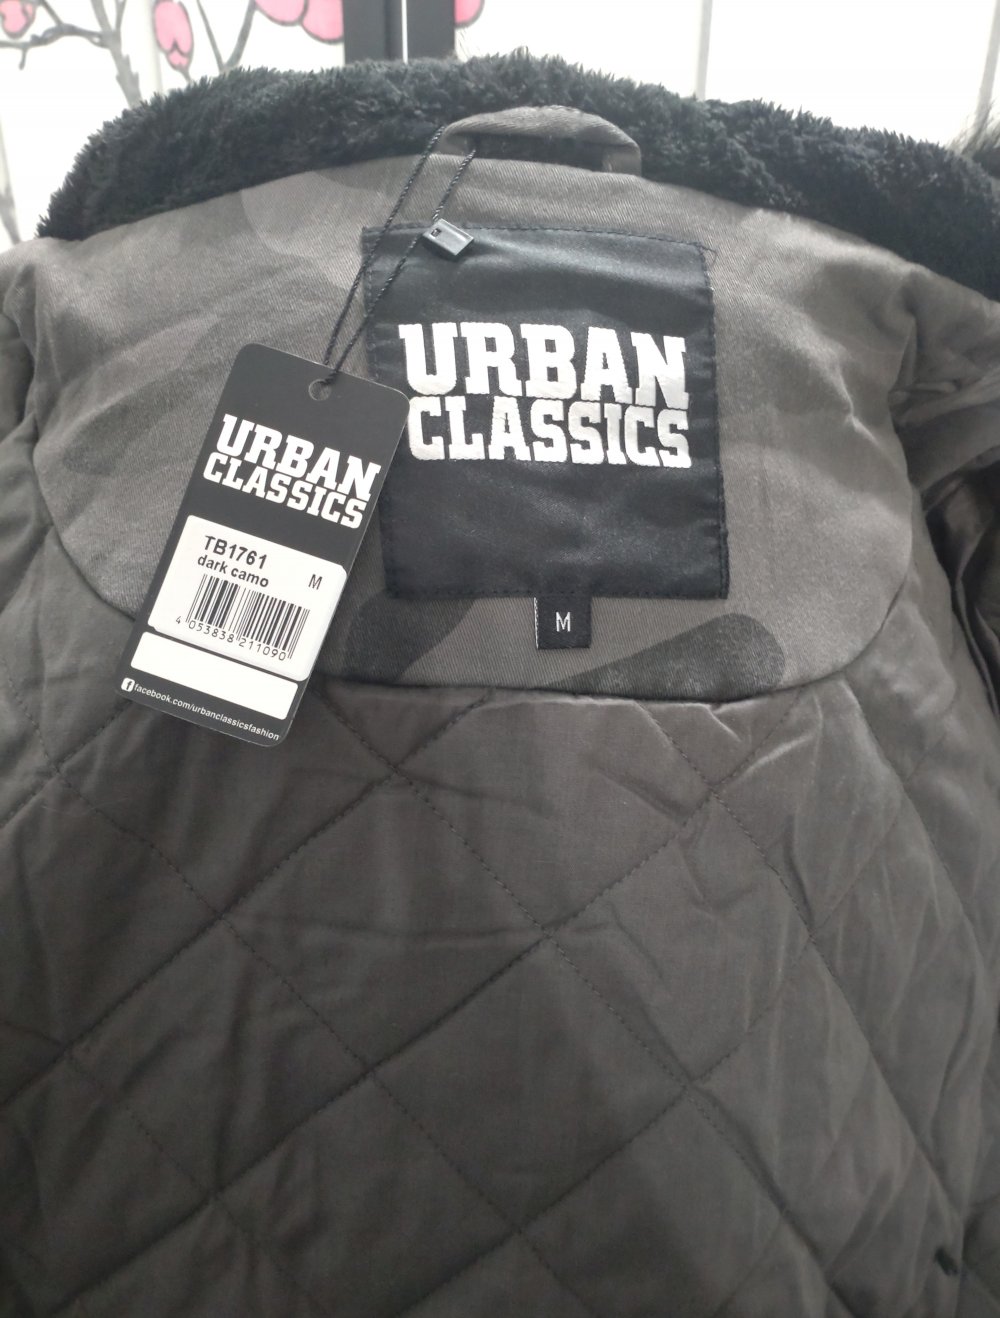 URBAN
CLASSICS
M
URBAN
CLASSICS
TB1761
dark camo M
4 053838 211090
facebook.com/urbanclassicsfashion